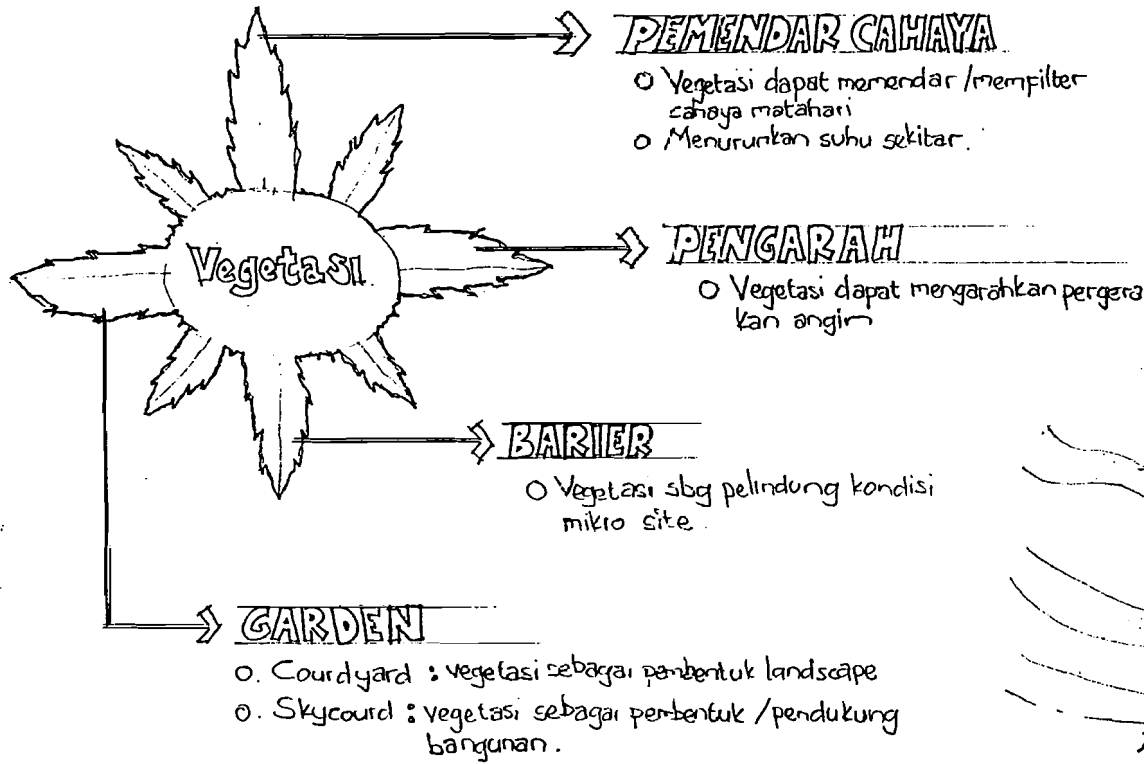 Vegetasi
PEMENDAR CAHAYA
O Vegetasi dapat memendar /memfilter
cahaya matahari
O Menurunkan suhu sekitar.
PENGARAH
O Vegetasi dapat mengarahkan pergera
kan angin
BARIER
O Vegetasi sbg pelindung kondisi
mikro site.
GARDEN
O. Courdyard : vegetasi sebagai pembentuk landscape
O. Skycourd : vegetasi sebagai pembentuk /pendukung
bangunan.